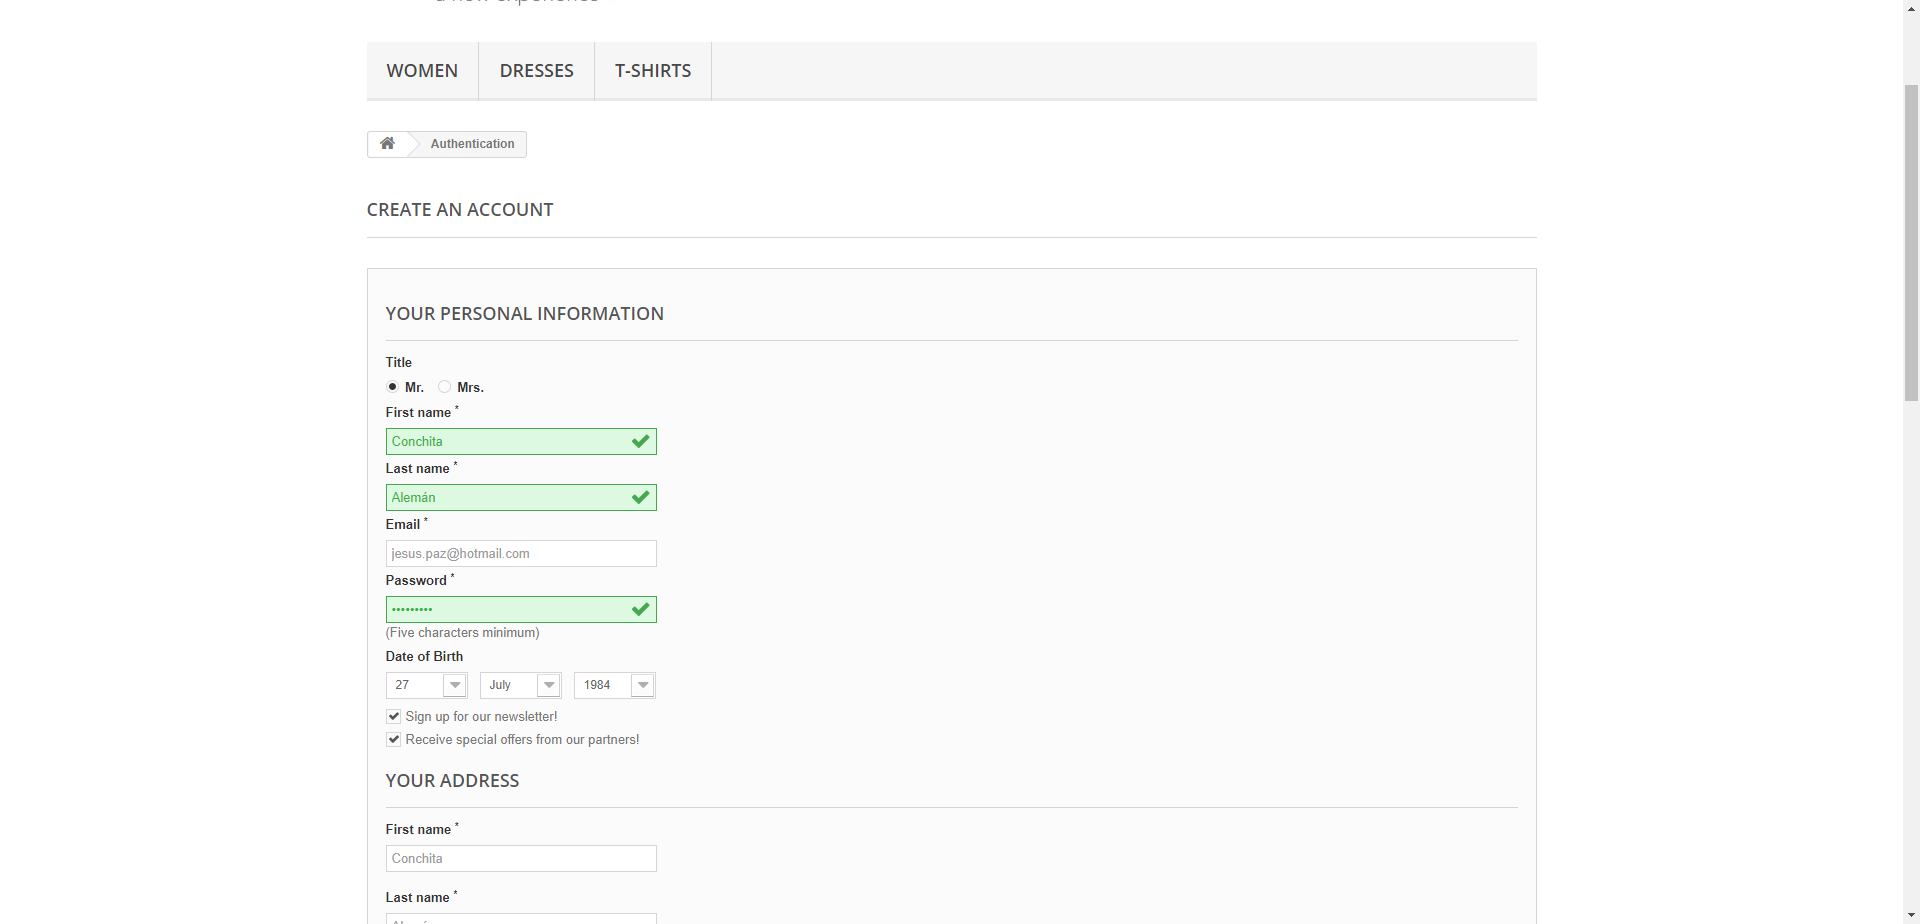 a new experience
WOMEN DRESSES T-SHIRTS
Authentication
CREATE AN ACCOUNT
YOUR PERSONAL INFORMATION
Title
Mr. Mrs.
First name *
Conchita
Last name *
Alemán
Email *
jesus.paz@hotmail.com
Password *
•••••••••
(Five characters minimum)
Date of Birth
27 July 1984
Sign up for our newsletter!
Receive special offers from our partners!
YOUR ADDRESS
First name *
Conchita
Last name *